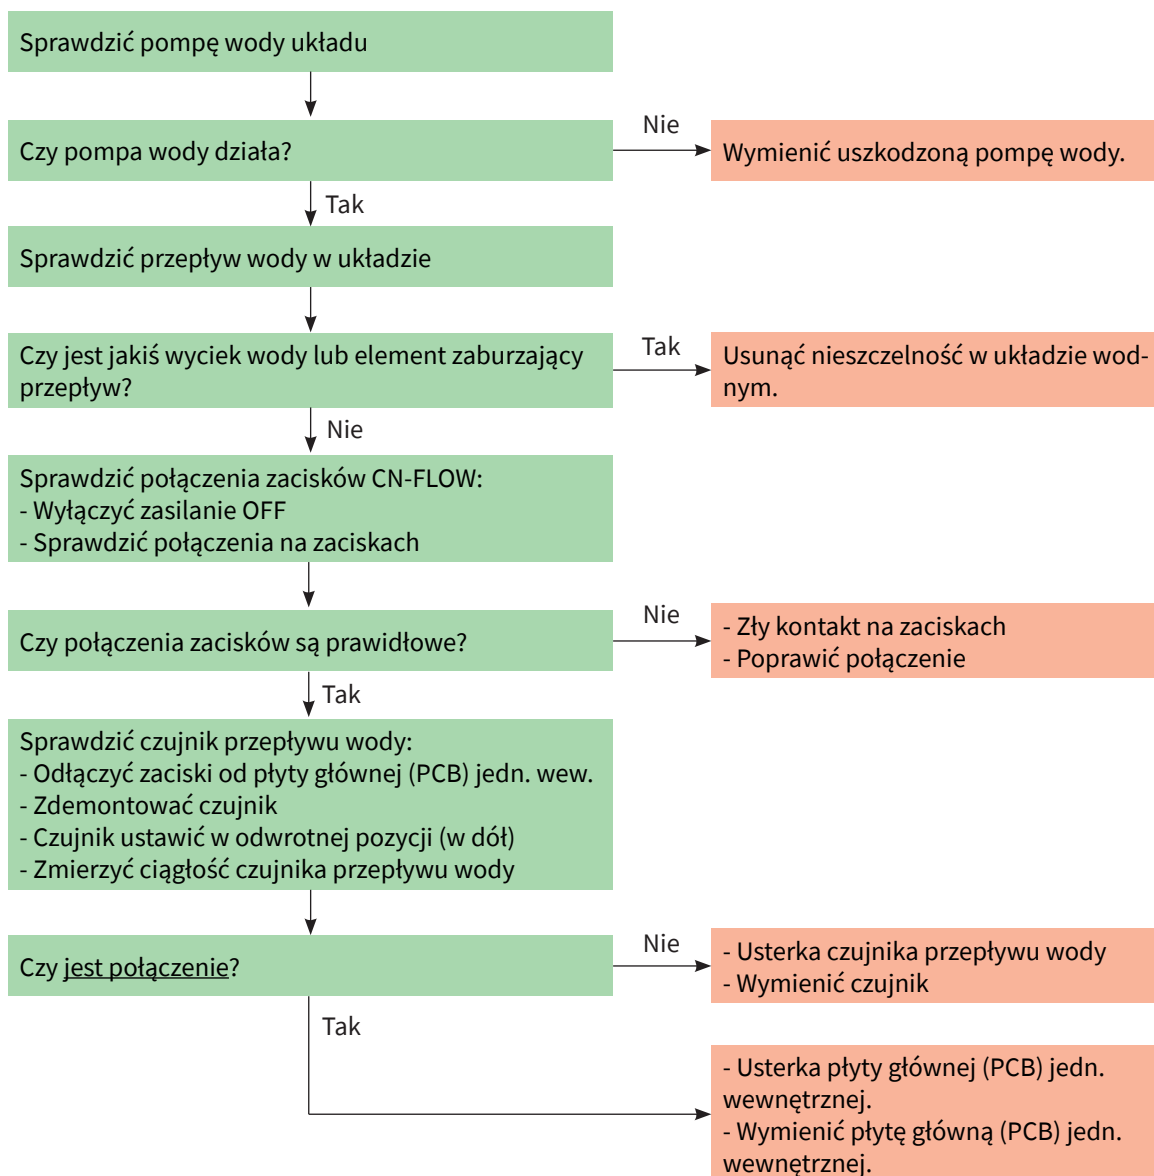 Sprawdzić pompę wody układu
Czy pompa wody działa?
Nie
Wymienić uszkodzoną pompę wody.
Tak
Sprawdzić przepływ wody w układzie
Czy jest jakiś wyciek wody lub element zaburzający
przepływ?
Tak
Usunąć nieszczelność w układzie wod-
nym.
Nie
Sprawdzić połączenia zacisków CN-FLOW:
- Wyłączyć zasilanie OFF
- Sprawdzić połączenia na zaciskach
Czy połączenia zacisków są prawidłowe?
Nie
- Zły kontakt na zaciskach
- Poprawić połączenie
Tak
Sprawdzić czujnik przepływu wody:
- Odłączyć zaciski od płyty głównej (PCB) jedn. wew.
- Zdemontować czujnik
- Czujnik ustawić w odwrotnej pozycji (w dół)
- Zmierzyć ciągłość czujnika przepływu wody
Czy jest połączenie?
Nie
- Usterka czujnika przepływu wody
- Wymienić czujnik
Tak
- Usterka płyty głównej (PCB) jedn.
wewnętrznej.
- Wymienić płytę główną (PCB) jedn.
wewnętrznej.